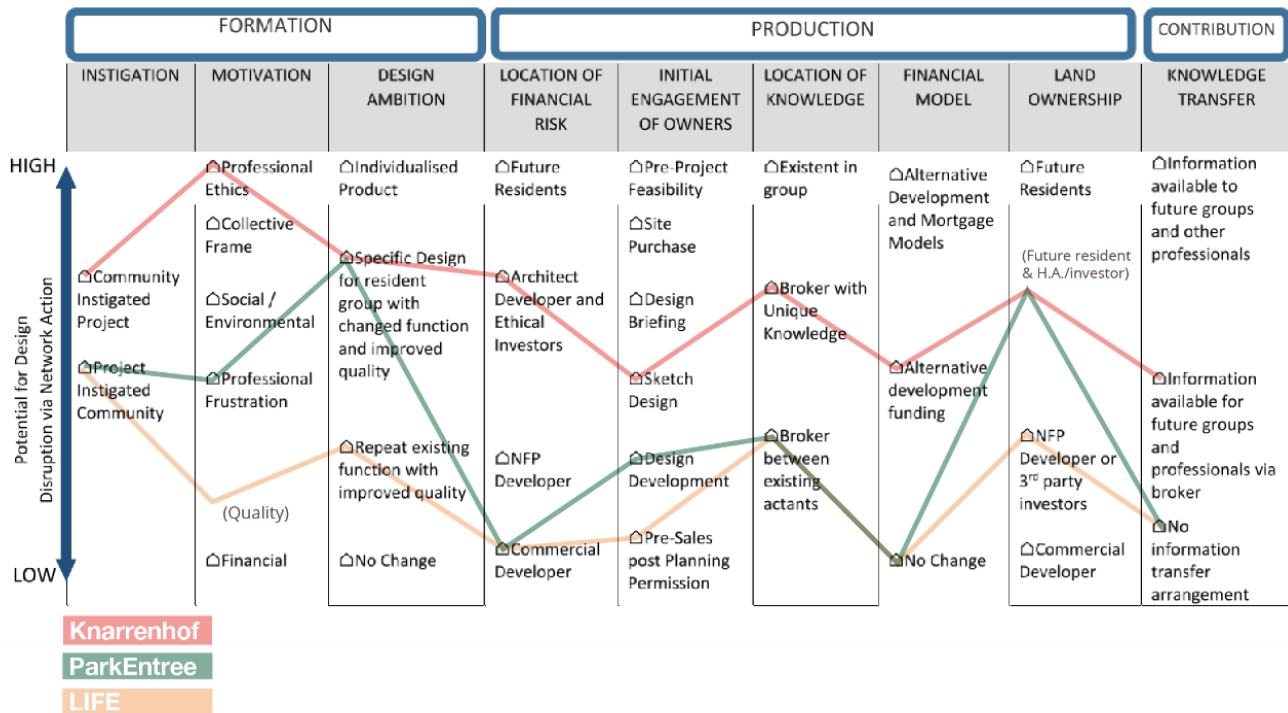 FORMATION
PRODUCTION
CONTRIBUTION
INSTIGATION
MOTIVATION
DESIGN
AMBITION
LOCATION OF
FINANCIAL
RISK
INITIAL
ENGAGEMENT
OF OWNERS
LOCATION OF
KNOWLEDGE
FINANCIAL
MODEL
LAND
OWNERSHIP
KNOWLEDGE
TRANSFER
HIGH
LOW
Potential for Design
Disruption via Network Action
Community
Instigated
Project
Project
Instigated
Community
Professional
Ethics
Collective
Frame
Social /
Environmental
Professional
Frustration
(Quality)
Financial
Individualised
Product
Specific Design
for resident
group with
changed function
and improved
quality
Repeat existing
function with
improved quality
No Change
Future
Residents
Architect
Developer and
Ethical
Investors
NFP
Developer
Commercial
Developer
Pre-Project
Feasibility
Site
Purchase
Design
Briefing
Sketch
Design
Design
Development
Pre-Sales
post Planning
Permission
Existent in
group
Broker with
Unique
Knowledge
Broker
between
existing
actants
Alternative
Development
and Mortgage
Models
Alternative
development
funding
No Change
Future
Residents
(Future resident
& H.A./investor)
NFP
Developer or
3rd party
investors
Commercial
Developer
Information
available to
future groups
and other
professionals
Information
available for
future groups
and
professionals via
broker
No
information
transfer
arrangement
Knarrenhof
ParkEntree
LIFE